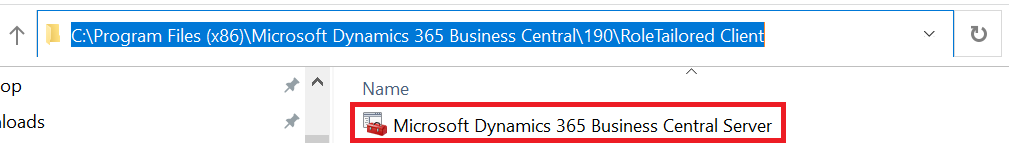 C:\Program Files (x86)\Microsoft Dynamics 365 Business Central\190\RoleTailored Client
op
Name
nloads
Microsoft Dynamics 365 Business Central Server